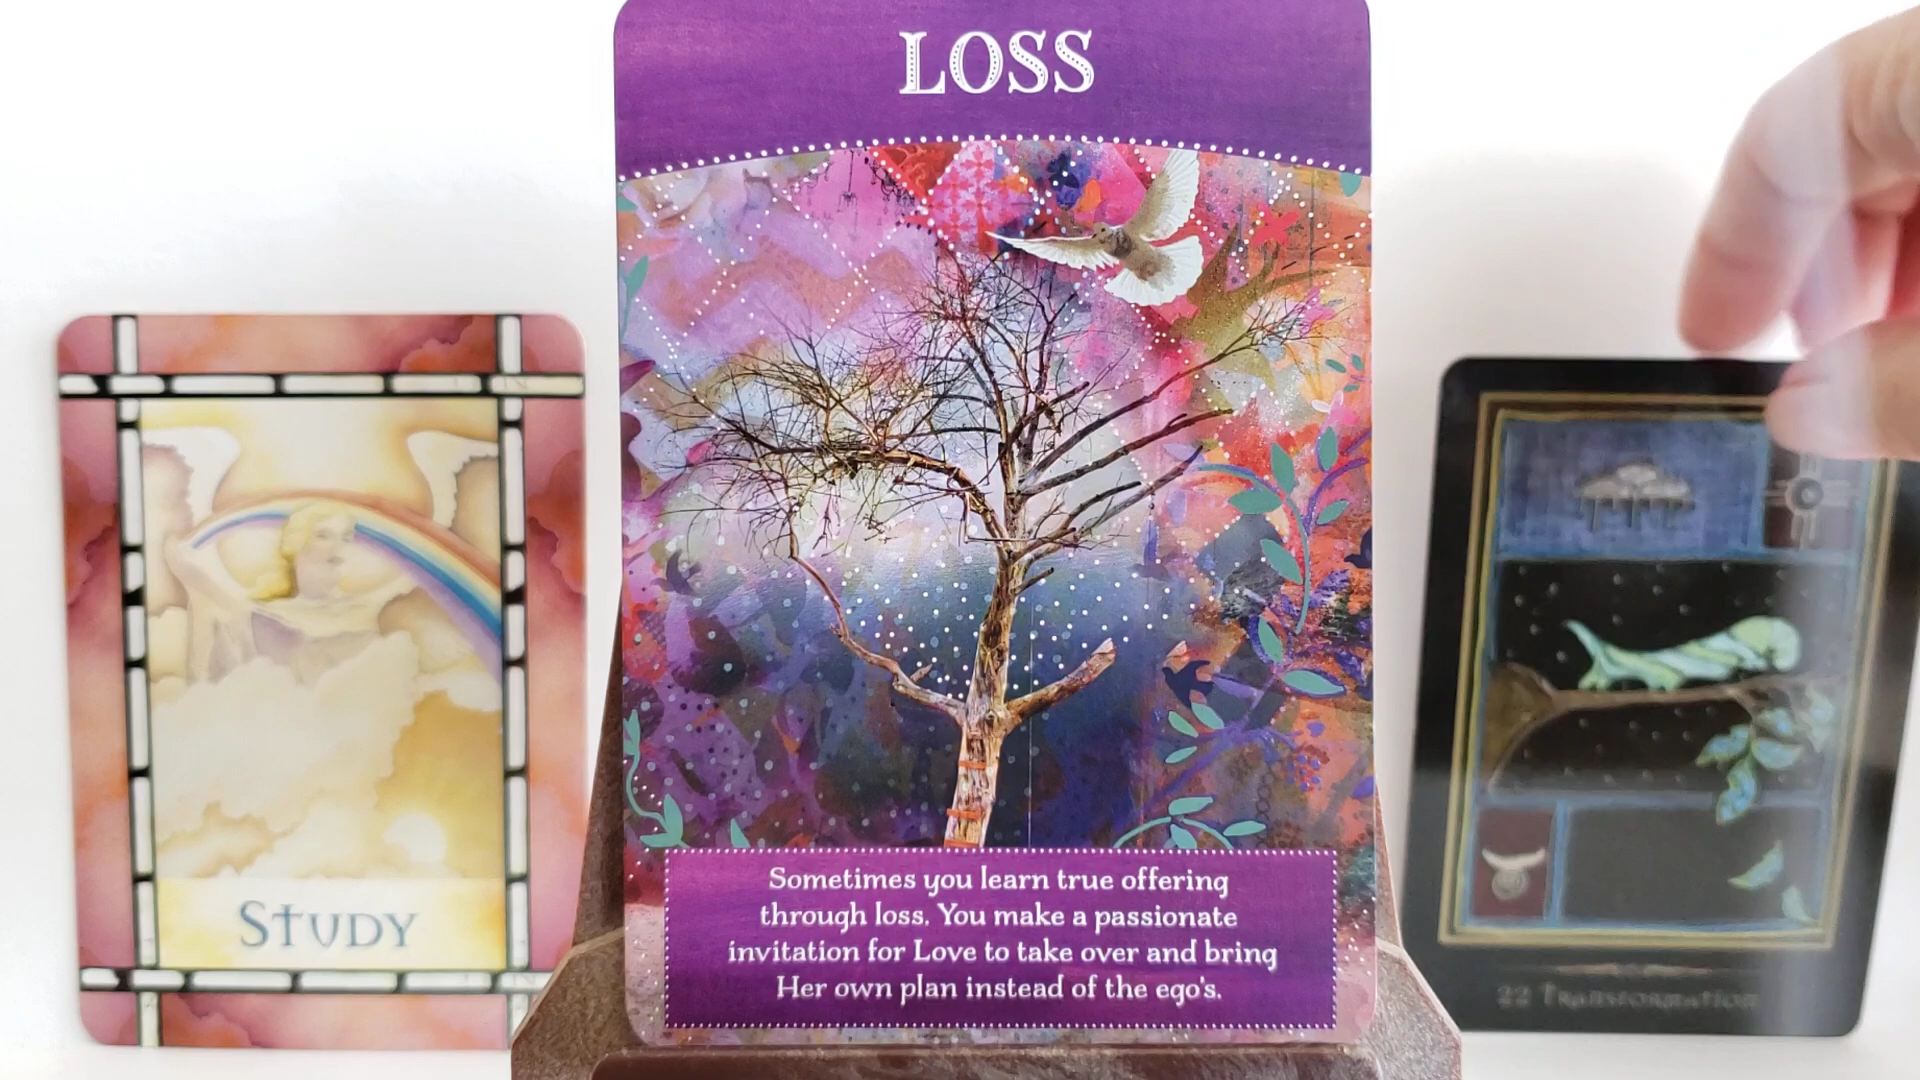 LOSS
Sometimes you learn true offering
through loss. You make a passionate
invitation for Love to take over and bring
Her own plan instead of the ego's.
STUDY
22 TRANSFORMATION